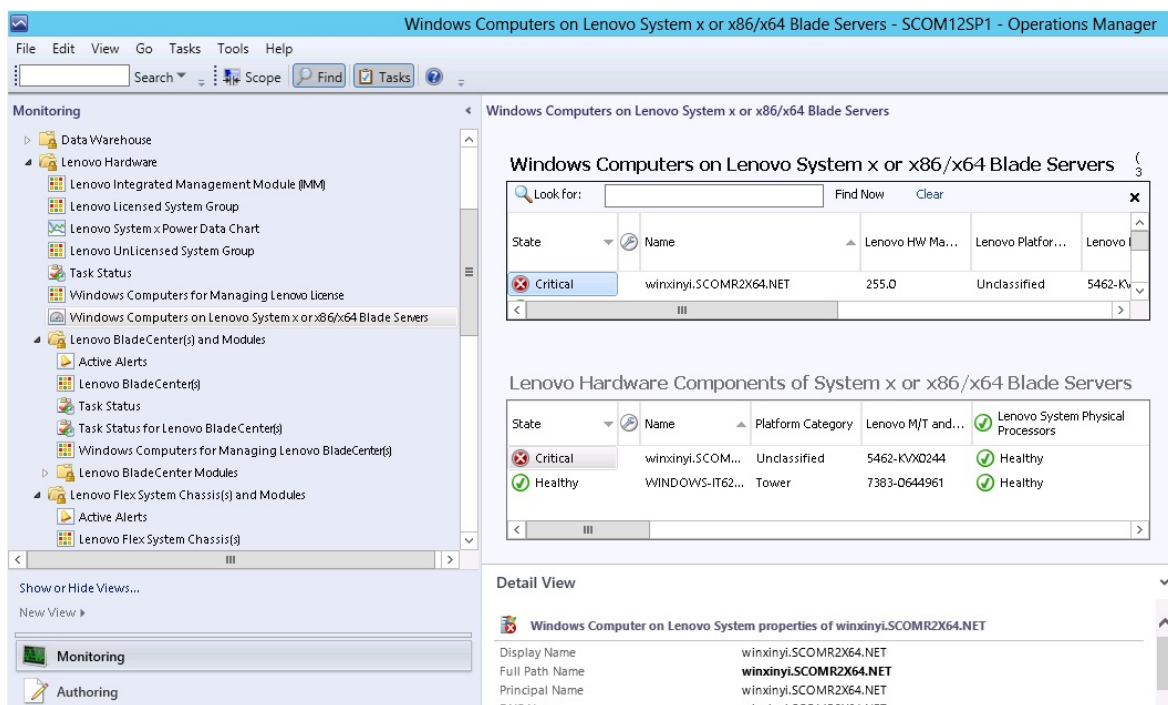 Windows Computers on Lenovo System x or x86/x64 Blade Servers - SCOM12SP1 - Operations Manager
File Edit View Go Tasks Tools Help
Search Scope Find Tasks
Monitoring
Data Warehouse
Lenovo Hardware
Lenovo Integrated Management Module (IMM)
Lenovo Licensed System Group
Lenovo System x Power Data Chart
Lenovo UnLicensed System Group
Task Status
Windows Computers for Managing Lenovo License
Windows Computers on Lenovo System x or x86/x64 Blade Servers
Lenovo BladeCenter(s) and Modules
Active Alerts
Lenovo BladeCenter(s)
Task Status
Task Status for Lenovo BladeCenter(s)
Windows Computers for Managing Lenovo BladeCenter(s)
Lenovo BladeCenter Modules
Lenovo Flex System Chassis(s) and Modules
Active Alerts
Lenovo Flex System Chassis(s)
Show or Hide Views...
New View
Monitoring
Authoring
Windows Computers on Lenovo System x or x86/x64 Blade Servers
Windows Computers on Lenovo System x or x86/x64 Blade Servers (3
Look for: Find Now Clear x
State Name Lenovo HW Ma... Lenovo Platfor... Lenovo
Critical winxinyi.SCOMR2X64.NET 255.0 Unclassified 5462-KV
Lenovo Hardware Components of System x or x86/x64 Blade Servers
State Name Platform Category Lenovo M/T and... Lenovo System Physical
Processors
Critical winxinyi.SCOM... Unclassified 5462-KVX0244 Healthy
Healthy WINDOWS-IT62... Tower 7383-0644961 Healthy
Detail View
Windows Computer on Lenovo System properties of winxinyi.SCOMR2X64.NET
Display Name winxinyi.SCOMR2X64.NET
Full Path Name winxinyi.SCOMR2X64.NET
Principal Name winxinyi.SCOMR2X64.NET